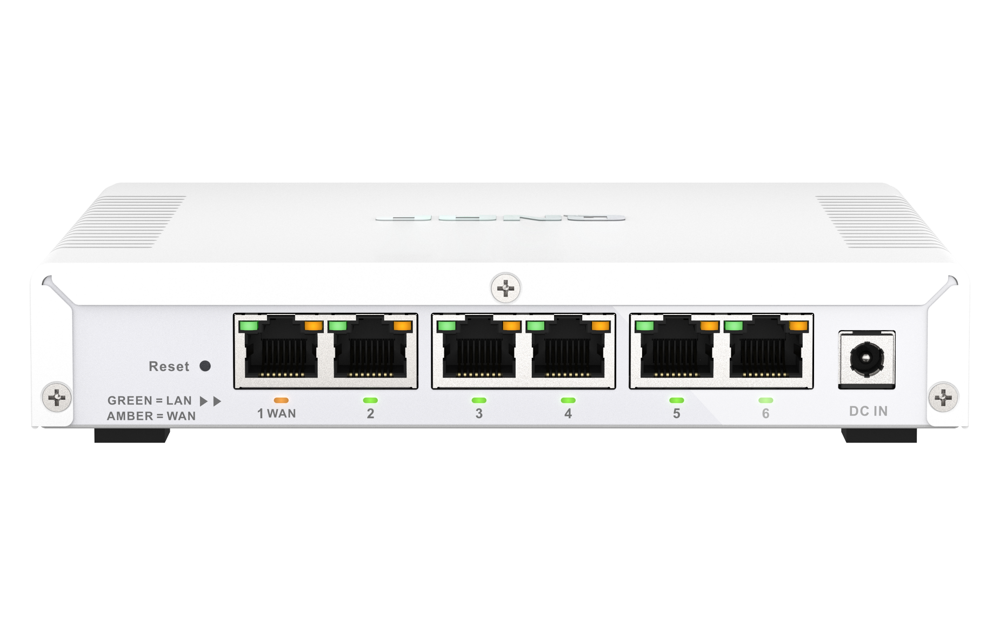 Reset
GREEN = LAN
AMBER = WAN
1 WAN
2
3
4
5
6
DC IN